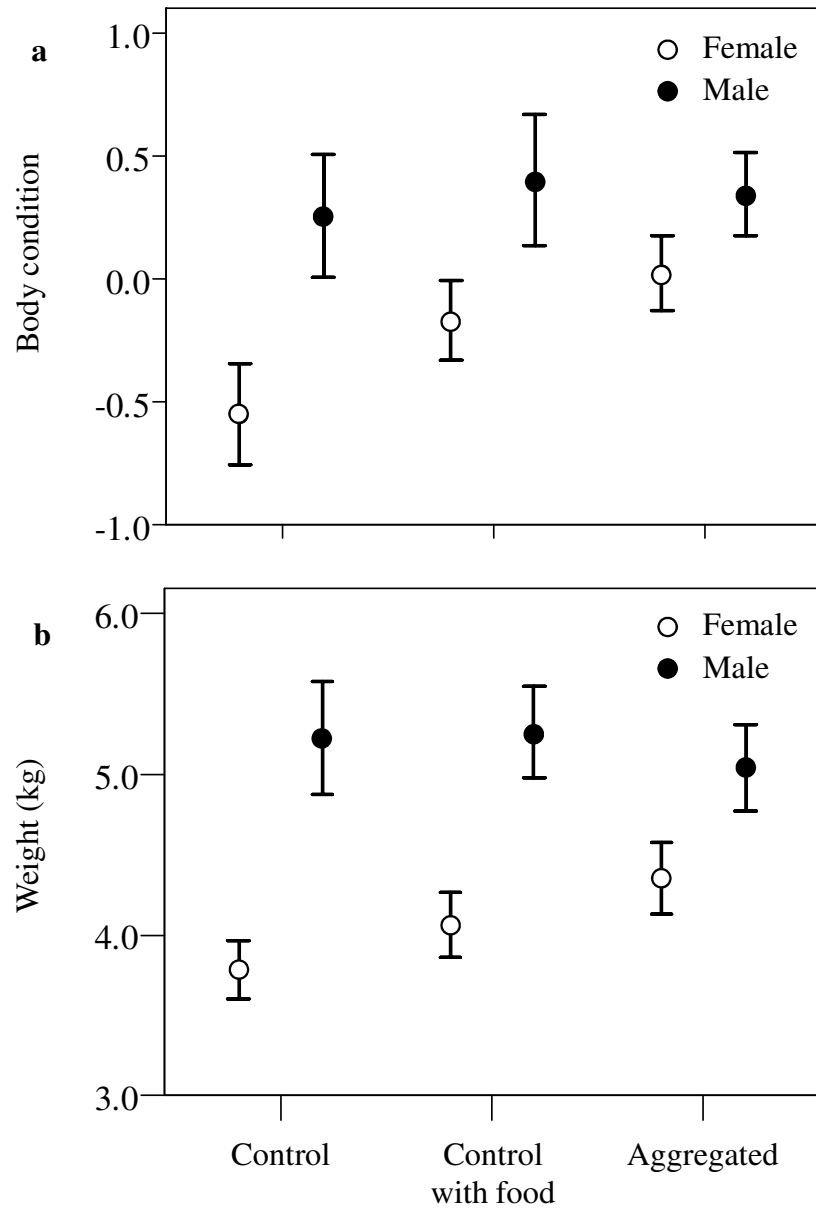 a
Body condition
1.0
0.5
0.0
-0.5
-1.0
Female
Male
b
Weight (kg)
6.0
5.0
4.0
3.0
Female
Male
Control
Control
with food
Aggregated